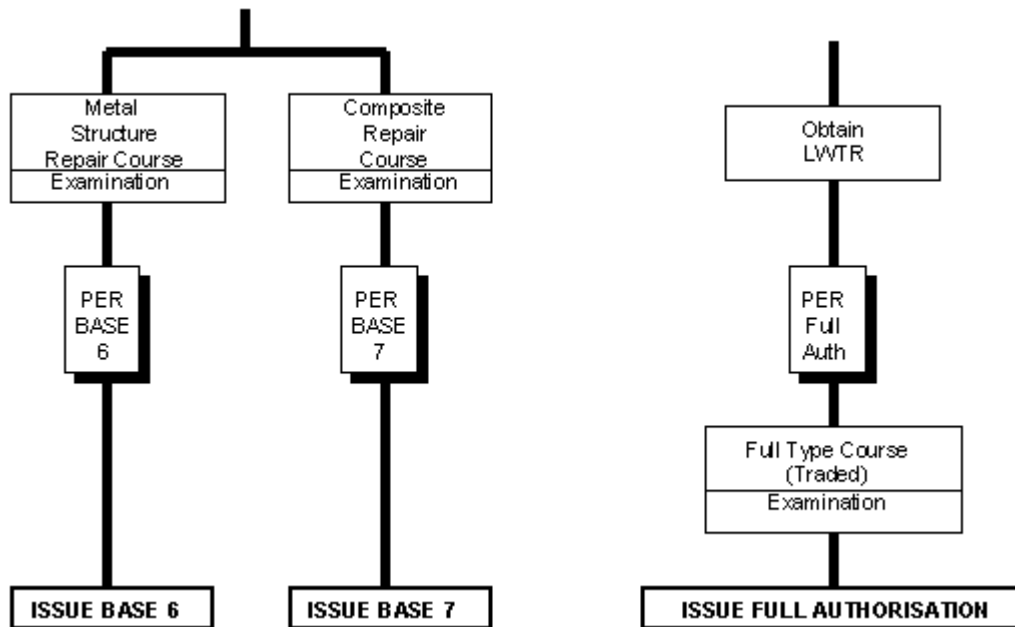 Metal
Structure
Repair Course
Examination
PER
BASE
6
ISSUE BASE 6
Composite
Repair
Course
Examination
PER
BASE
7
ISSUE BASE 7
Obtain
LWTR
PER
Full
Auth
Full Type Course
(Traded)
Examination
ISSUE FULL AUTHORISATION